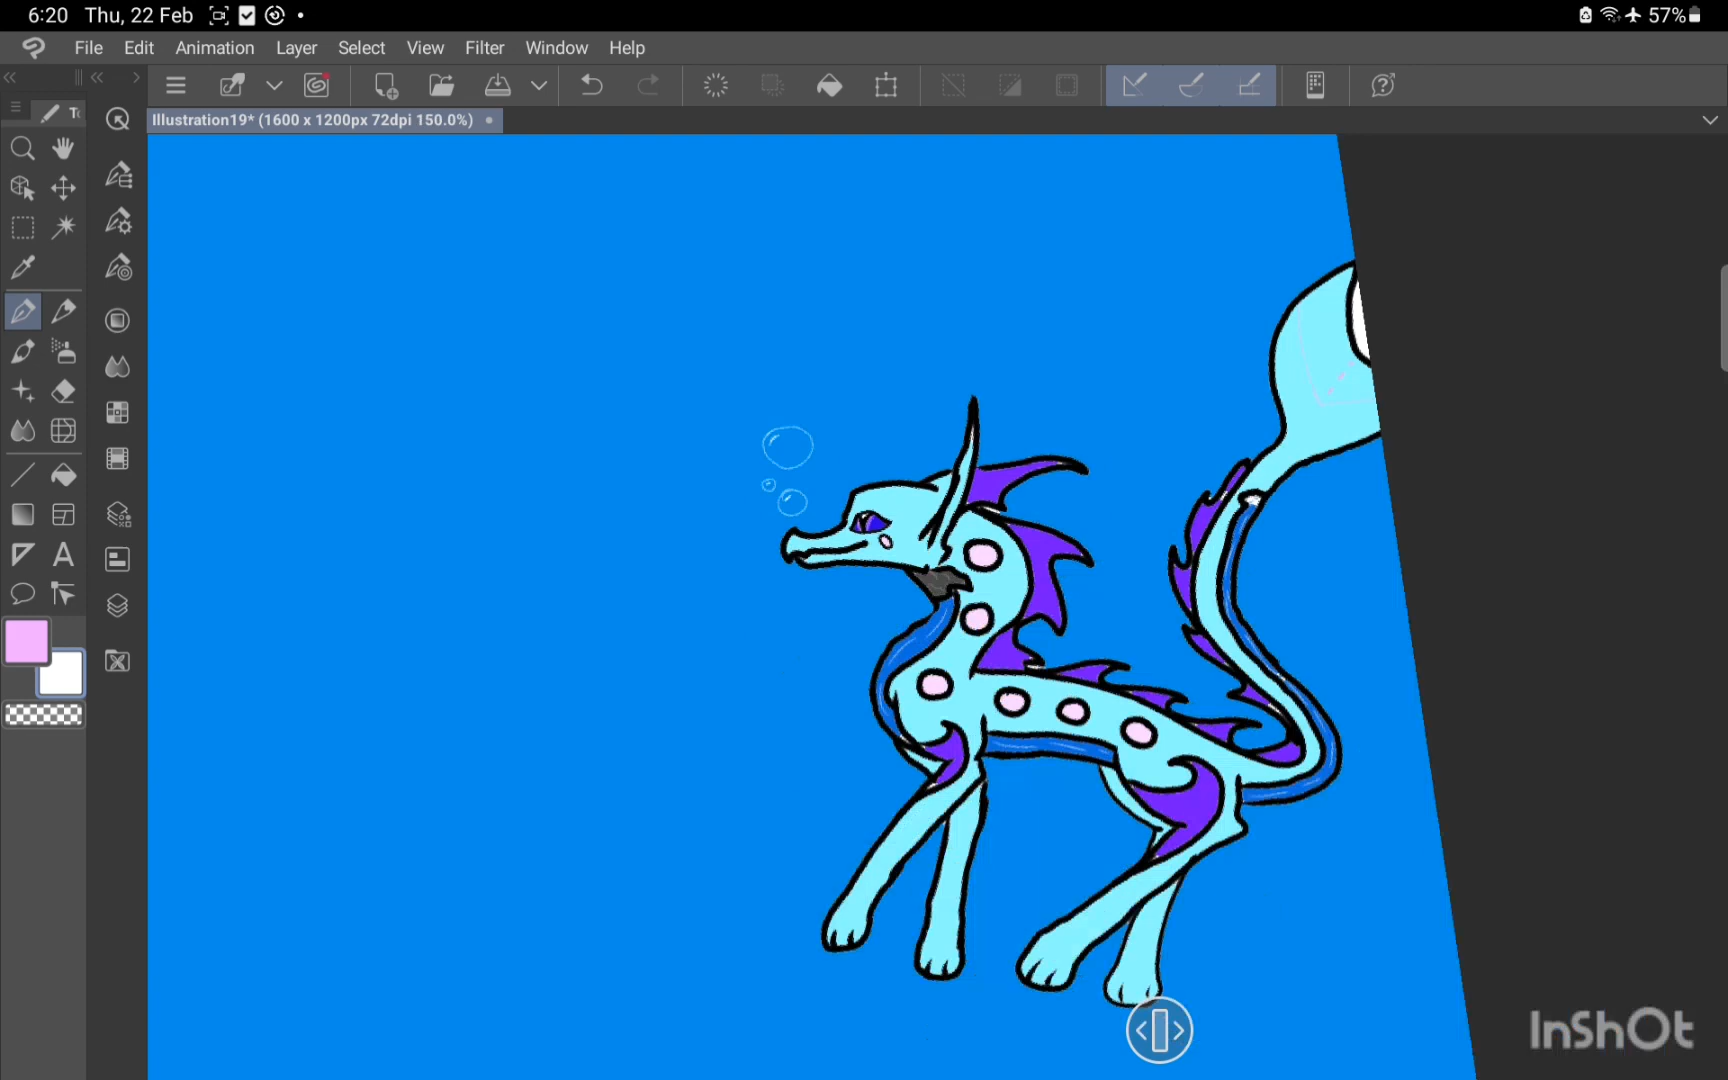 6:20 Thu, 22 Feb 57%
File Edit Animation Layer Select View Filter Window Help
Illustration19* (1600 x 1200px 72dpi 150.0%)
InShOt